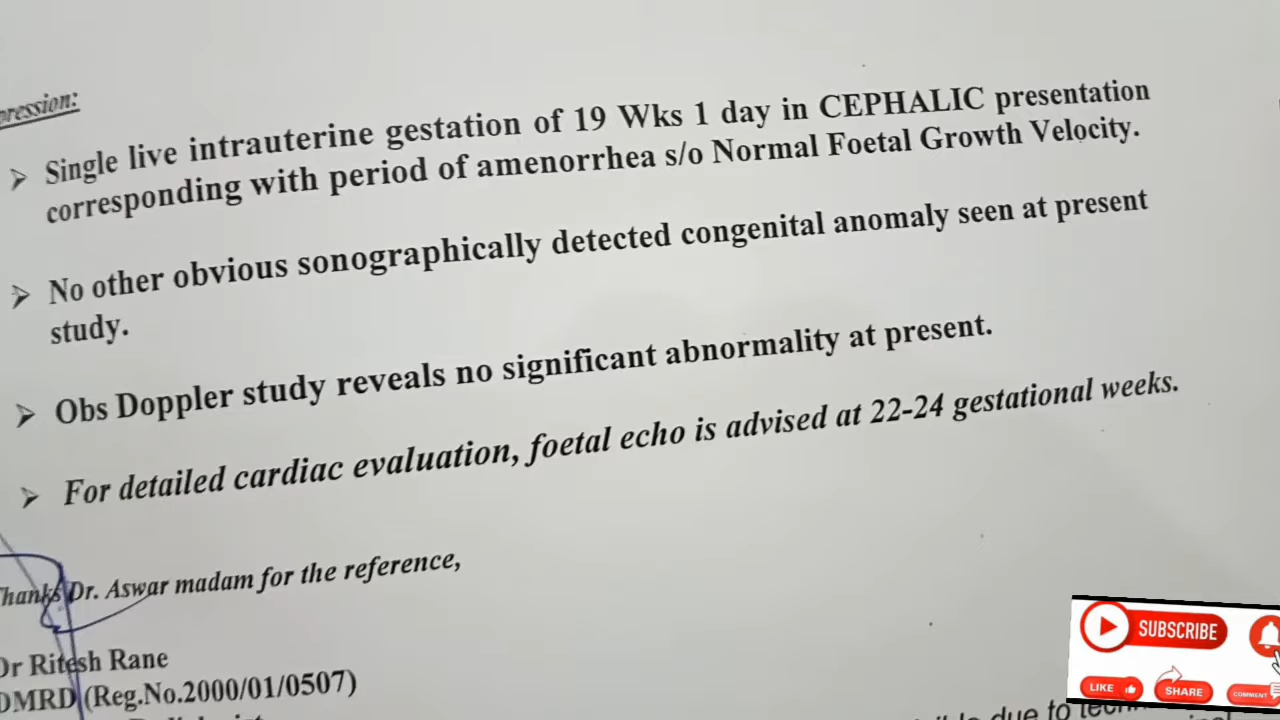 pression:
➢ Single live intrauterine gestation of 19 Wks 1 day in CEPHALIC presentation
corresponding with period of amenorrhea s/o Normal Foetal Growth Velocity.
➢ No other obvious sonographically detected congenital anomaly seen at present
study.
➢ Obs Doppler study reveals no significant abnormality at present.
➢ For detailed cardiac evaluation, foetal echo is advised at 22-24 gestational weeks.
Thanks Dr. Aswar madam for the reference,
Dr Ritesh Rane
DMRD (Reg.No.2000/01/0507)
due to
SUBSCRIBE
LIKE
SHARE
COMMENT